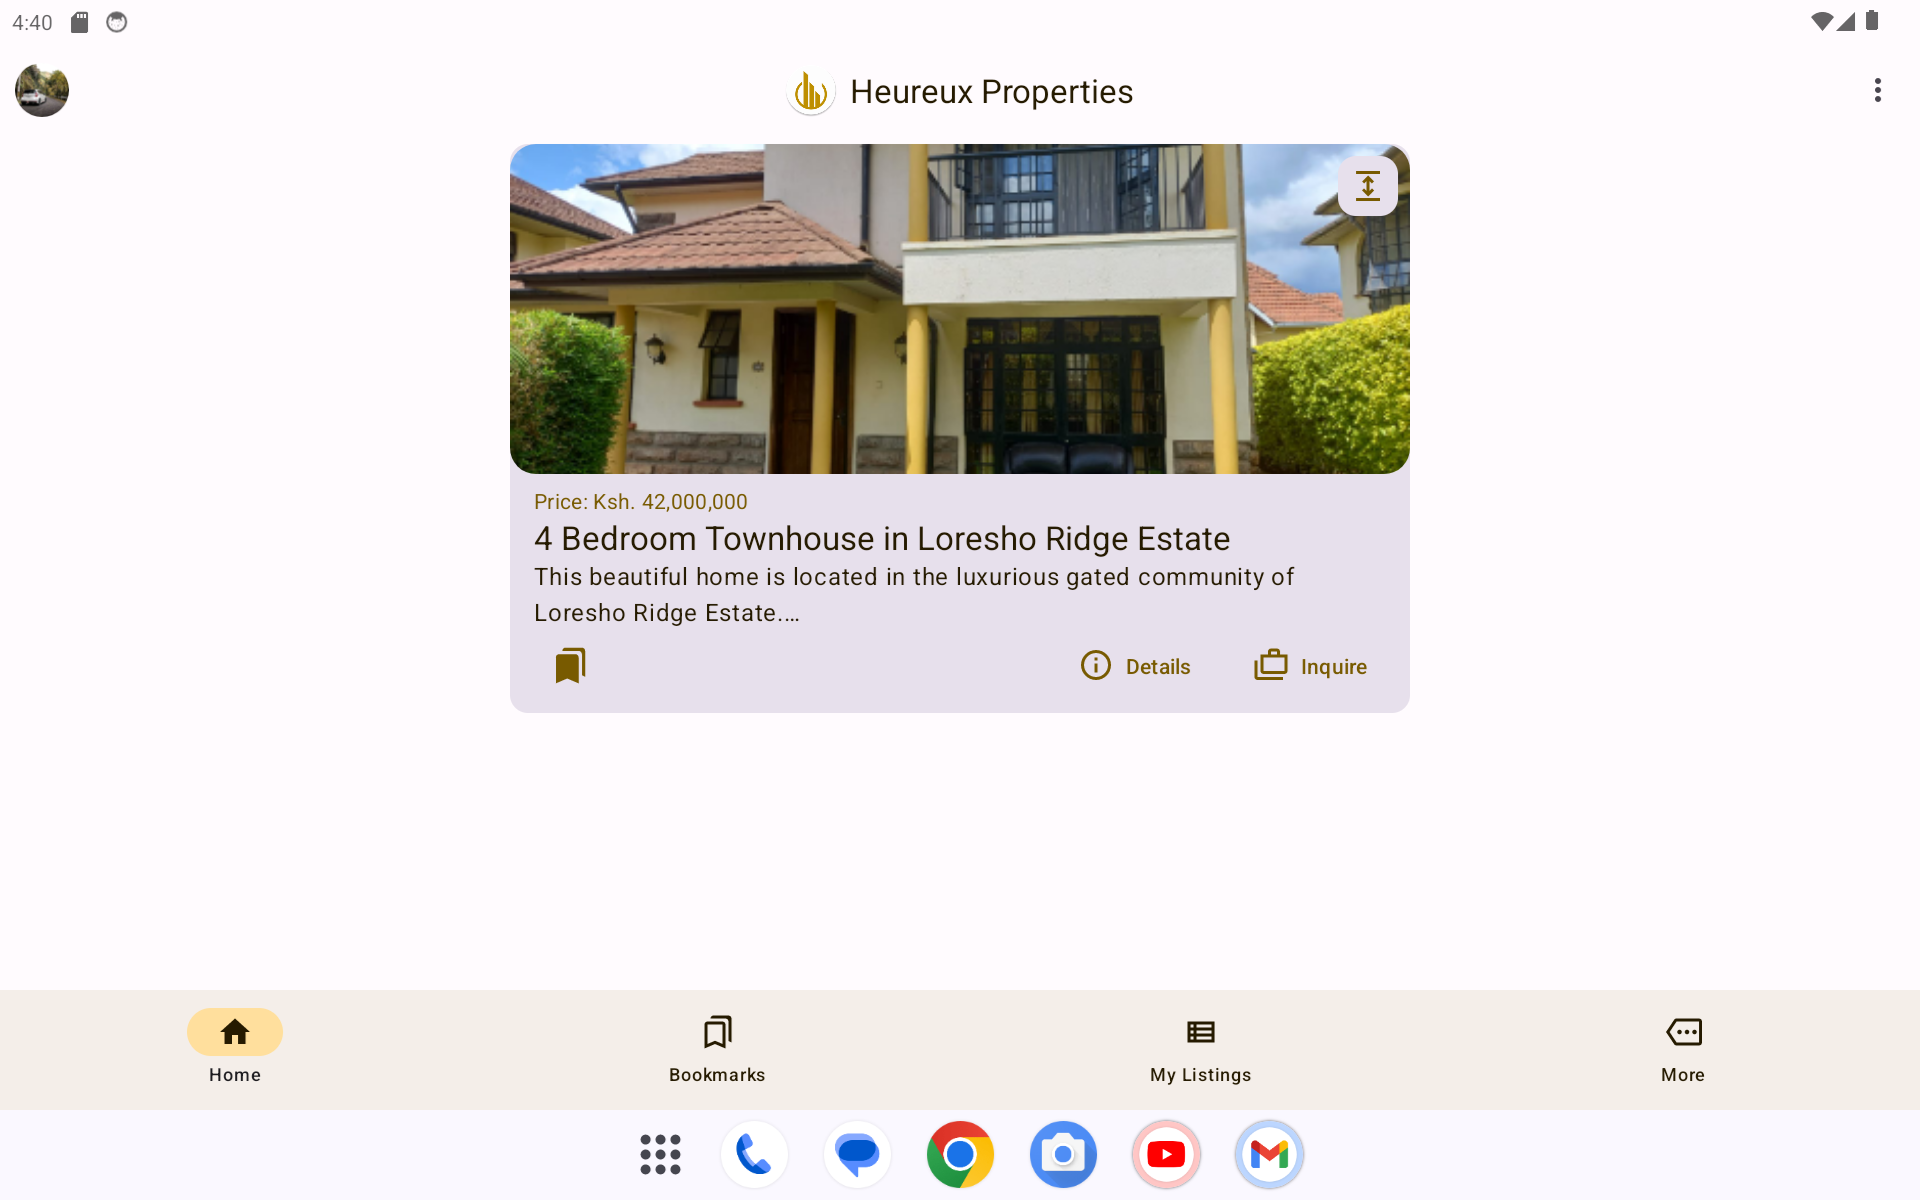 4:40
Heureux Properties
Price: Ksh. 42,000,000
4 Bedroom Townhouse in Loresho Ridge Estate
This beautiful home is located in the luxurious gated community of
Loresho Ridge Estate....
Details
Inquire
Home
Bookmarks
My Listings
More